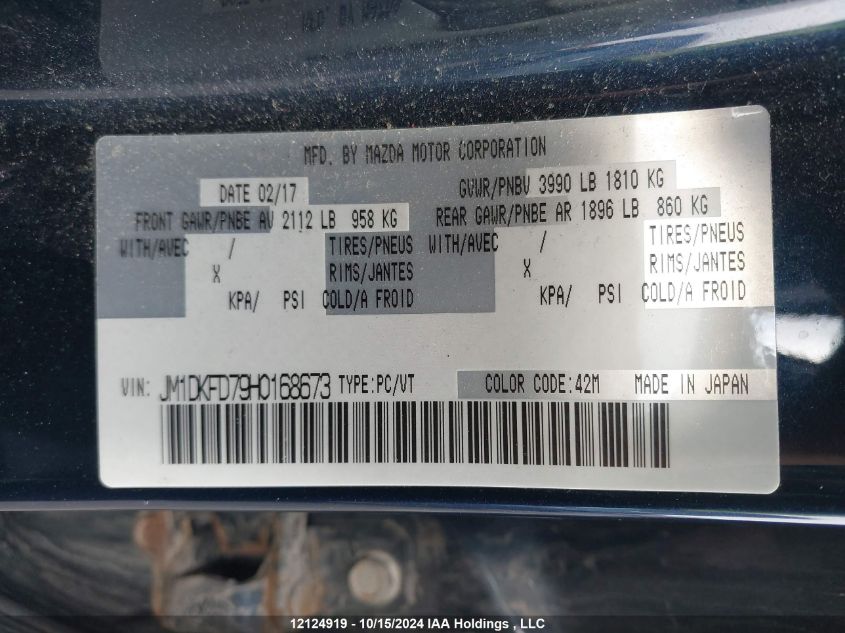 MFD. BY MAZDA MOTOR CORPORATION
DATE 02/17 GVWR/PNBV 3990 LB 1810 KG
FRONT GAWR/PNBE AV 2112 LB 958 KG REAR GAWR/PNBE AR 1896 LB 860 KG
WITH/AVEC / TIRES/PNEUS WITH/AVEC / TIRES/PNEUS
X RIMS/JANTES X RIMS/JANTES
KPA/ PSI COLD/A FROID KPA/ PSI COLD/A FROID
VIN: JM1DKFD79H0168673 TYPE:PC/VT COLOR CODE:42M MADE IN JAPAN
12124919 - 10/15/2024 IAA Holdings , LLC